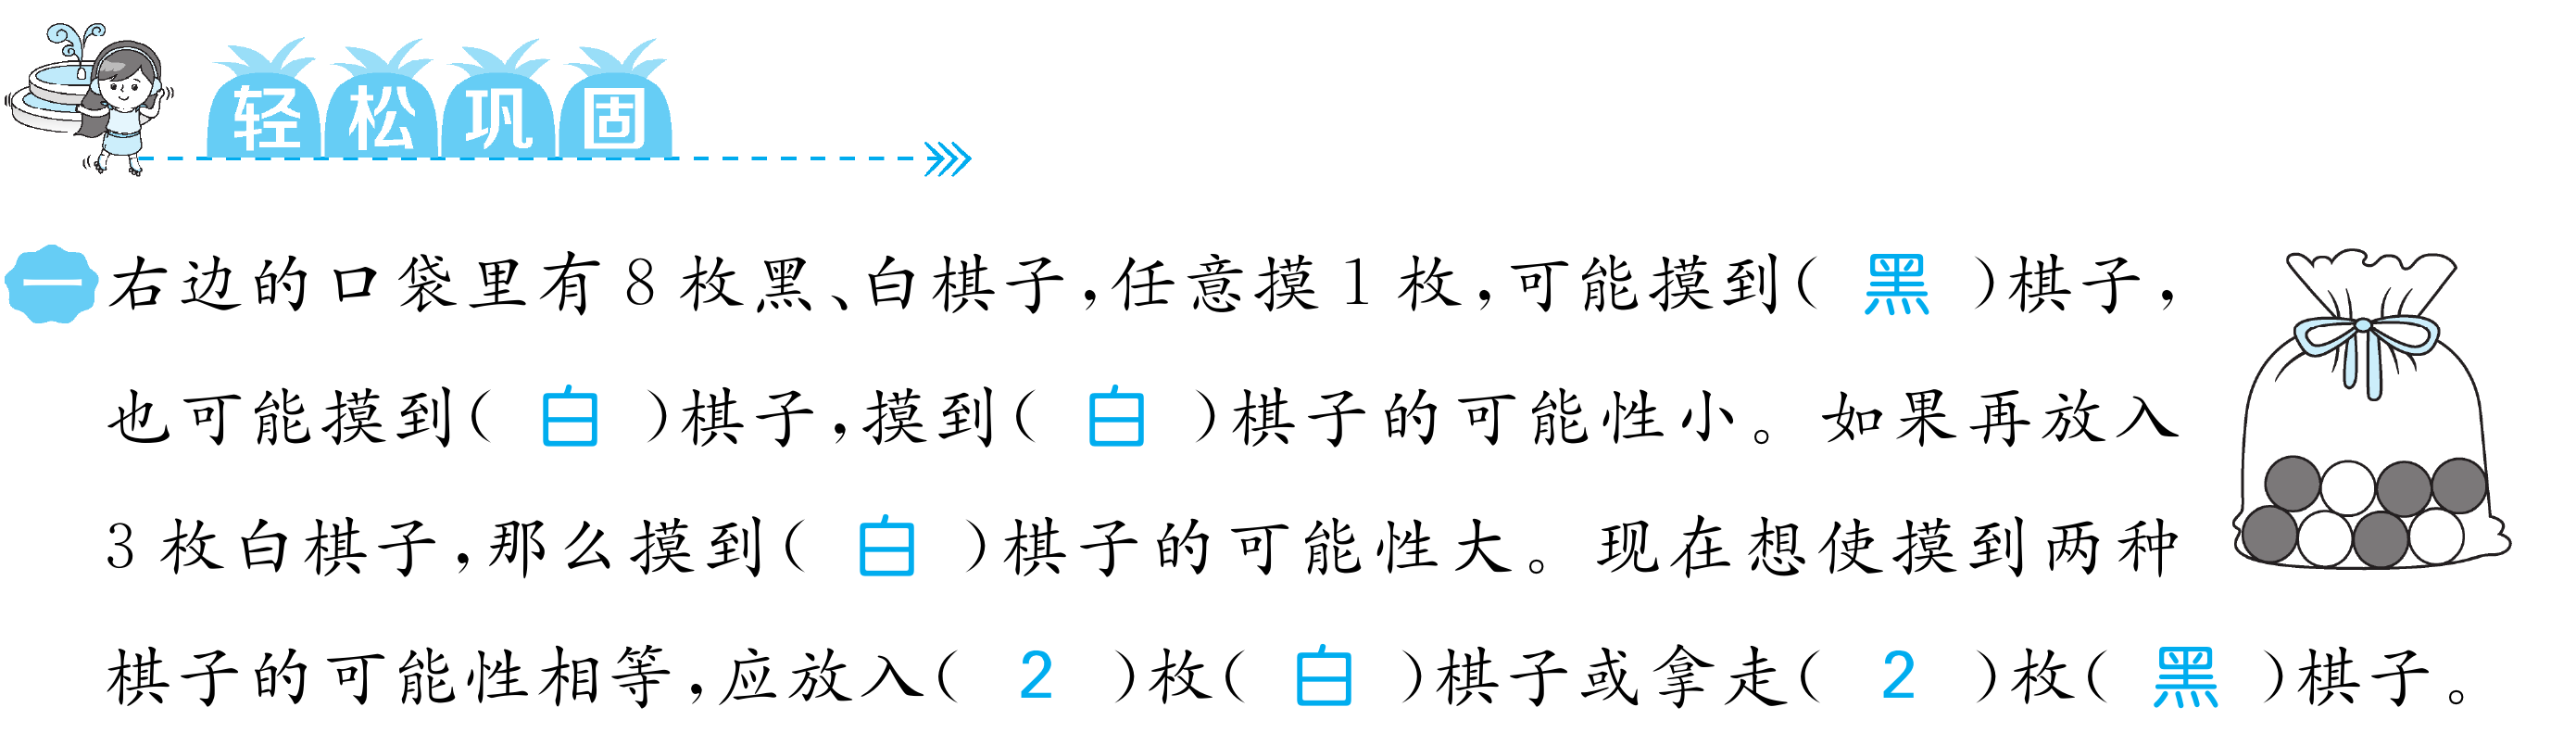 轻松巩固
一 右边的口袋里有 8 枚黑、白棋子,任意摸 1 枚,可能摸到( 黑 )棋子,
也可能摸到( 白 )棋子,摸到( 白 )棋子的可能性小。如果再放入
3 枚白棋子,那么摸到( 白 )棋子的可能性大。现在想使摸到两种
棋子的可能性相等,应放入( 2 )枚( 白 )棋子或拿走( 2 )枚( 黑 )棋子。